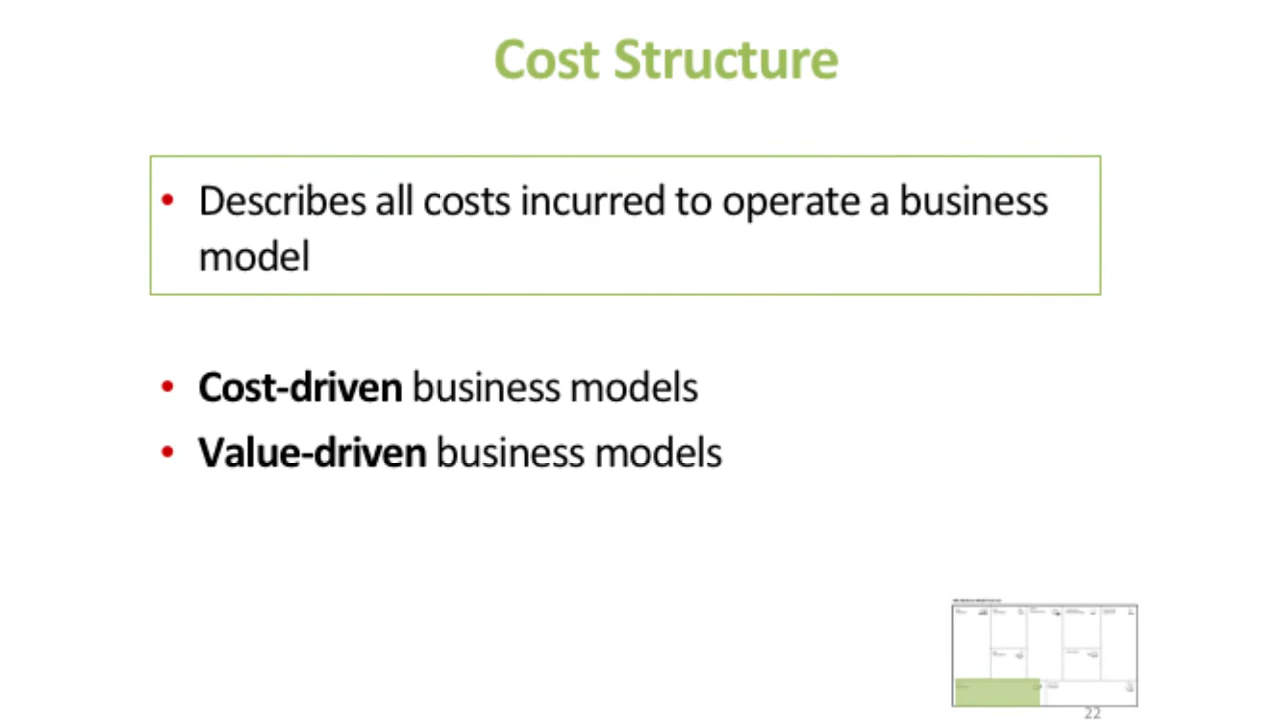 Cost Structure
• Describes all costs incurred to operate a business
model
• Cost-driven business models
• Value-driven business models
22